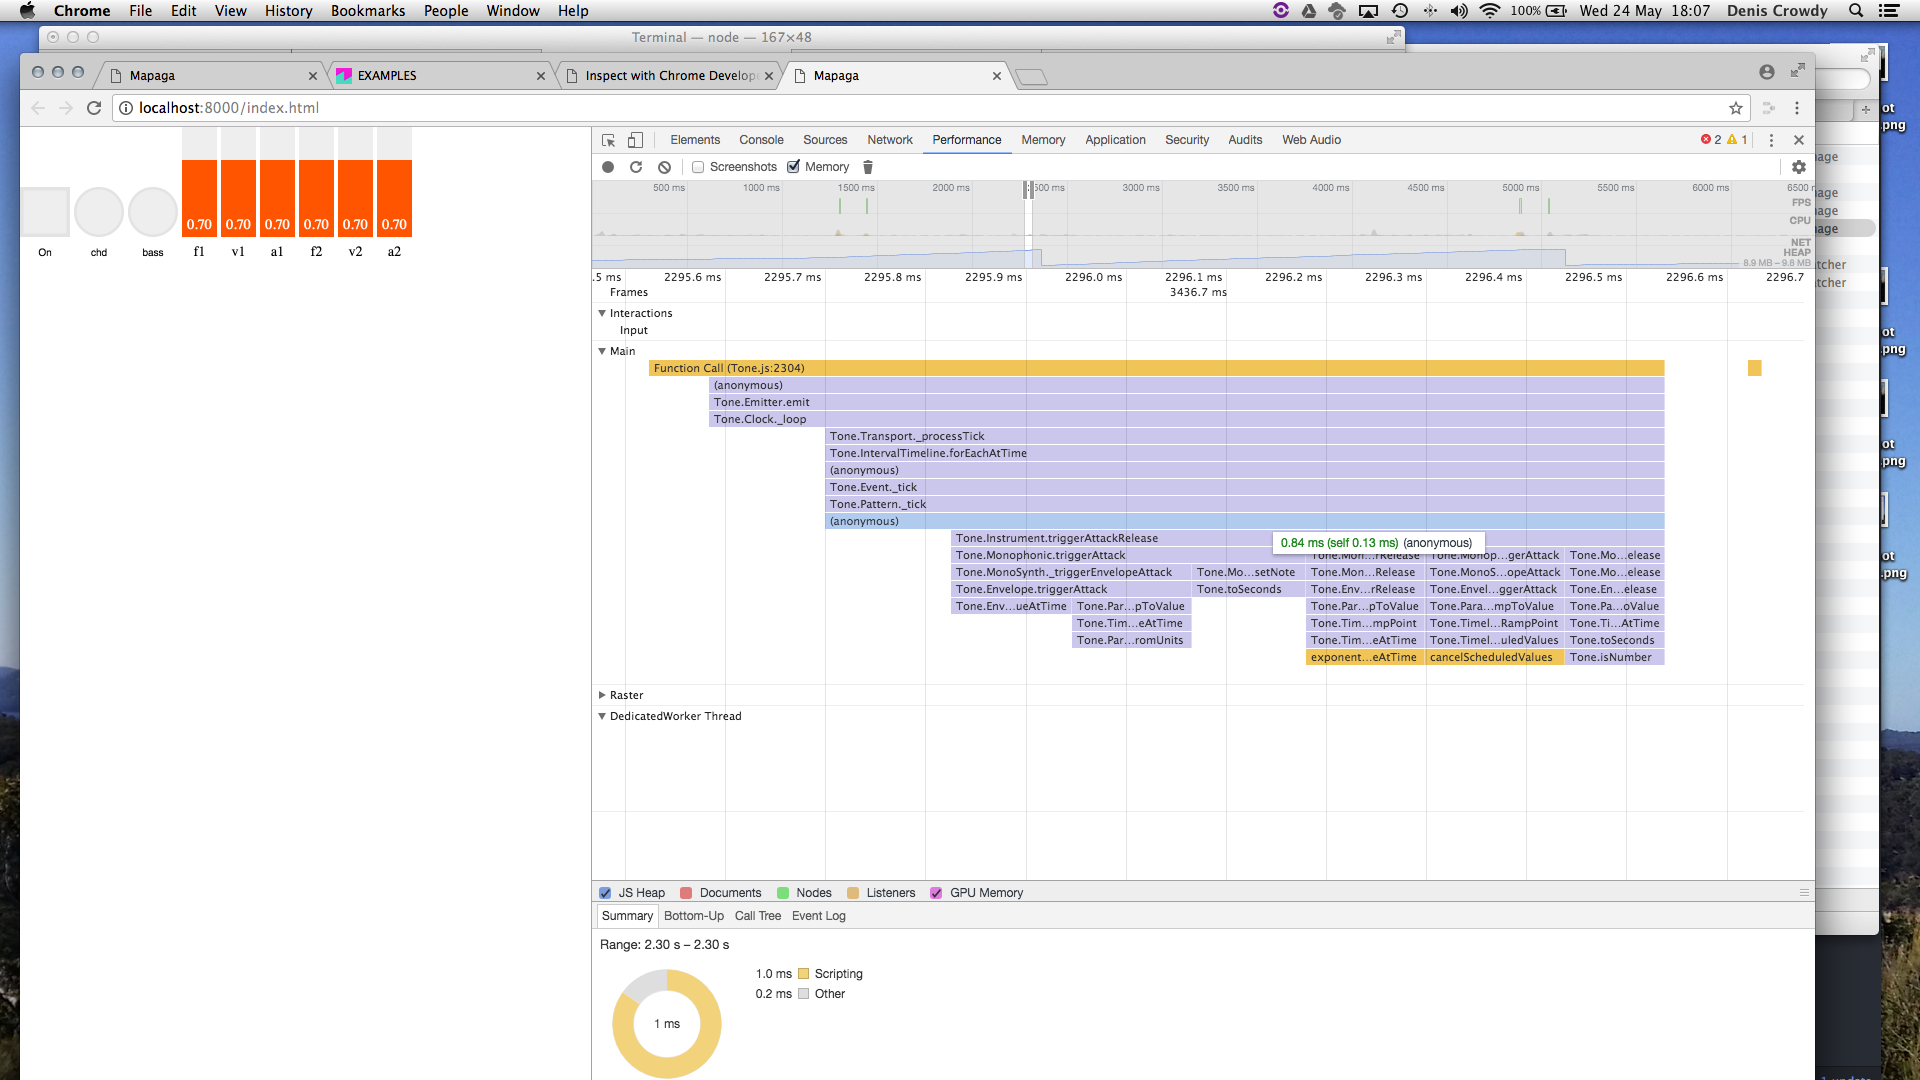 Chrome File Edit View History Bookmarks People Window Help 100% Wed 24 May 18:07 Denis Crowdy
Terminal — node — 167×48
Mapaga EXAMPLES Inspect with Chrome Develope Mapaga
localhost:8000/index.html
Elements Console Sources Network Performance Memory Application Security Audits Web Audio 2 1
Screenshots Memory
500 ms 1000 ms 1500 ms 2000 ms 500 ms 3000 ms 3500 ms 4000 ms 4500 ms 5000 ms 5500 ms 6000 ms 6500 m
FPS
CPU
NET
HEAP
8.9 MB – 9.8 MB
0.70 0.70 0.70 0.70 0.70 0.70
On chd bass f1 v1 a1 f2 v2 a2
.5 ms 2295.6 ms 2295.7 ms 2295.8 ms 2295.9 ms 2296.0 ms 2296.1 ms 2296.2 ms 2296.3 ms 2296.4 ms 2296.5 ms 2296.6 ms 2296.7
Frames 3436.7 ms
Interactions
Input
Main
Function Call (Tone.js:2304)
(anonymous)
Tone.Emitter.emit
Tone.Clock._loop
Tone.Transport._processTick
Tone.IntervalTimeline.forEachAtTime
(anonymous)
Tone.Event._tick
Tone.Pattern._tick
(anonymous)
Tone.Instrument.triggerAttackRelease
0.84 ms (self 0.13 ms) (anonymous)
Tone.Monophonic.triggerAttack Tone.Mon...rRelease Tone.Monop...gerAttack Tone.Mo...elease
Tone.MonoSynth._triggerEnvelopeAttack Tone.Mo...setNote Tone.Mon...Release Tone.MonoS...opeAttack Tone.Mo...elease
Tone.Envelope.triggerAttack Tone.toSeconds Tone.Env...rRelease Tone.Envel...ggerAttack Tone.En...elease
Tone.Env...ueAtTime Tone.Par...pToValue Tone.Par...pToValue Tone.Para...mpToValue Tone.Pa...oValue
Tone.Tim...eAtTime Tone.Tim...mpPoint Tone.Timel...RampPoint Tone.Ti...AtTime
Tone.Par...romUnits Tone.Tim...eAtTime Tone.Timel...uledValues Tone.toSeconds
exponent...eAtTime cancelScheduledValues Tone.isNumber
Raster
DedicatedWorker Thread
JS Heap Documents Nodes Listeners GPU Memory
Summary Bottom-Up Call Tree Event Log
Range: 2.30 s – 2.30 s
1.0 ms Scripting
0.2 ms Other
1 ms
ot
png
age
age
age
age
tcher
tcher
ot
png
ot
png
ot
png